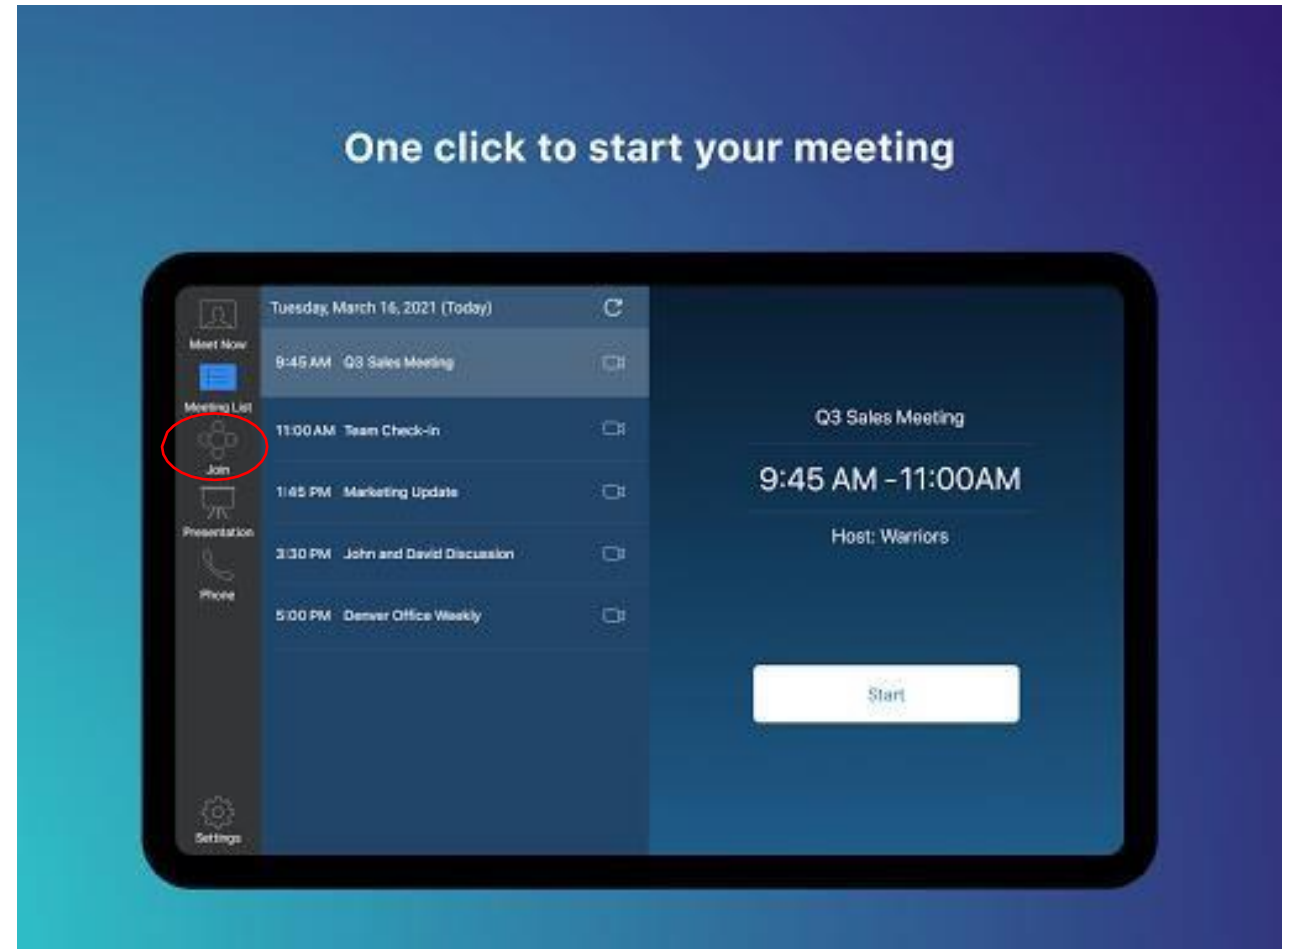 One click to start your meeting
Meet Now
Meeting List
Join
Presentation
Phone
Settings
Tuesday, March 16, 2021 (Today)
9:45 AM Q3 Sales Meeting
11:00 AM Team Check-in
1:45 PM Marketing Update
3:30 PM John and David Discussion
5:00 PM Denver Office Weekly
Q3 Sales Meeting
9:45 AM -11:00AM
Host: Warriors
Start